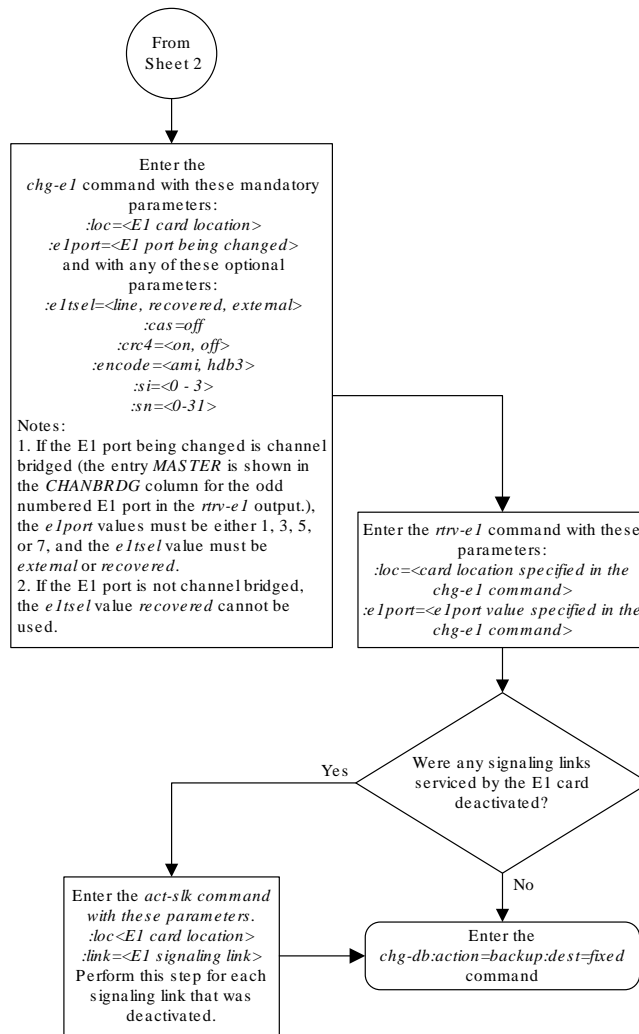 From
Sheet 2
Enter the
chg-e1 command with these mandatory
parameters:
:loc=<E1 card location>
:e1port=<E1 port being changed>
and with any of these optional
parameters:
:e1tsel=<line, recovered, external>
:cas=off
:crc4=<on, off>
:encode=<ami, hdb3>
:si=<0 - 3>
:sn=<0-31>
Notes:
1. If the E1 port being changed is channel
bridged (the entry MASTER is shown in
the CHANBRDG column for the odd
numbered E1 port in the rtrv-e1 output.),
the e1port values must be either 1, 3, 5,
or 7, and the e1tsel value must be
external or recovered.
2. If the E1 port is not channel bridged,
the e1tsel value recovered cannot be
used.
Enter the rtrv-e1 command with these
parameters:
:loc=<card location specified in the
chg-e1 command>
:e1port=<e1port value specified in the
chg-e1 command>
Were any signaling links
serviced by the E1 card
deactivated?
Yes
No
Enter the act-slk command
with these parameters.
:loc<E1 card location>
:link=<E1 signaling link>
Perform this step for each
signaling link that was
deactivated.
Enter the
chg-db:action=backup:dest=fixed
command